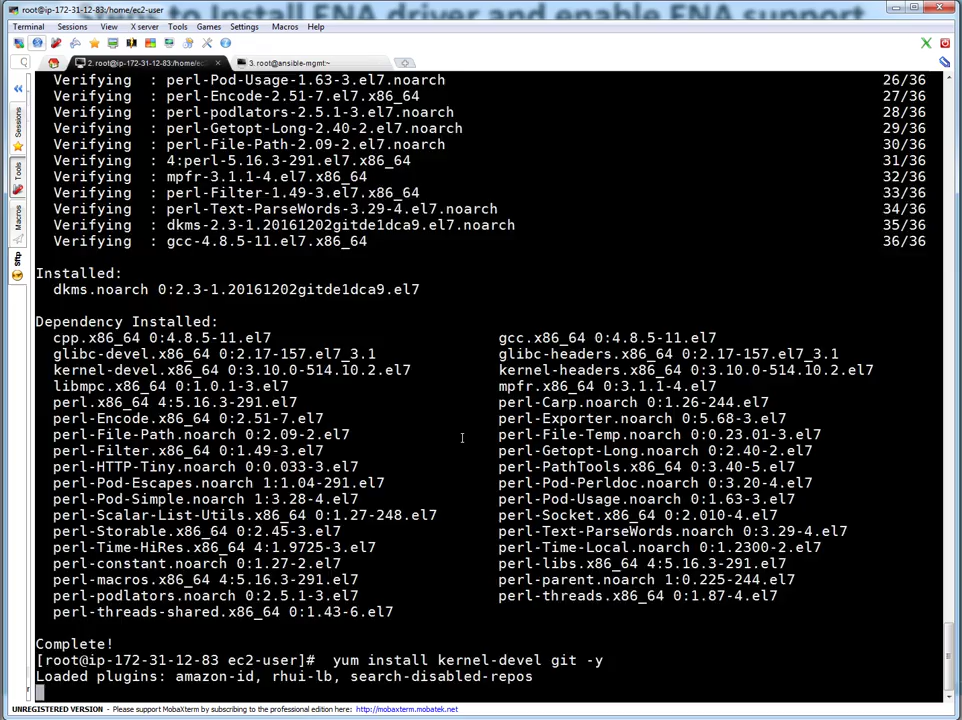 Steps to Install ENA driver and enable ENA support
root@ip-172-31-12-83:/home/ec2-user
Terminal Sessions View X server Tools Games Settings Macros Help
2. root@ip-172-31-12-83:/home/ec 3. root@ansible-mgmt:~
Sessions
Tools
Macros
Sftp
Verifying : perl-Pod-Usage-1.63-3.el7.noarch 26/36
Verifying : perl-Encode-2.51-7.el7.x86_64 27/36
Verifying : perl-podlators-2.5.1-3.el7.noarch 28/36
Verifying : perl-Getopt-Long-2.40-2.el7.noarch 29/36
Verifying : perl-File-Path-2.09-2.el7.noarch 30/36
Verifying : 4:perl-5.16.3-291.el7.x86_64 31/36
Verifying : mpfr-3.1.1-4.el7.x86_64 32/36
Verifying : perl-Filter-1.49-3.el7.x86_64 33/36
Verifying : perl-Text-ParseWords-3.29-4.el7.noarch 34/36
Verifying : dkms-2.3-1.20161202gitde1dca9.el7.noarch 35/36
Verifying : gcc-4.8.5-11.el7.x86_64 36/36
Installed:
dkms.noarch 0:2.3-1.20161202gitde1dca9.el7
Dependency Installed:
cpp.x86_64 0:4.8.5-11.el7 gcc.x86_64 0:4.8.5-11.el7
glibc-devel.x86_64 0:2.17-157.el7_3.1 glibc-headers.x86_64 0:2.17-157.el7_3.1
kernel-devel.x86_64 0:3.10.0-514.10.2.el7 kernel-headers.x86_64 0:3.10.0-514.10.2.el7
libmpc.x86_64 0:1.0.1-3.el7 mpfr.x86_64 0:3.1.1-4.el7
perl.x86_64 4:5.16.3-291.el7 perl-Carp.noarch 0:1.26-244.el7
perl-Encode.x86_64 0:2.51-7.el7 perl-Exporter.noarch 0:5.68-3.el7
perl-File-Path.noarch 0:2.09-2.el7 perl-File-Temp.noarch 0:0.23.01-3.el7
perl-Filter.x86_64 0:1.49-3.el7 perl-Getopt-Long.noarch 0:2.40-2.el7
perl-HTTP-Tiny.noarch 0:0.033-3.el7 perl-PathTools.x86_64 0:3.40-5.el7
perl-Pod-Escapes.noarch 1:1.04-291.el7 perl-Pod-Perldoc.noarch 0:3.20-4.el7
perl-Pod-Simple.noarch 1:3.28-4.el7 perl-Pod-Usage.noarch 0:1.63-3.el7
perl-Scalar-List-Utils.x86_64 0:1.27-248.el7 perl-Socket.x86_64 0:2.010-4.el7
perl-Storable.x86_64 0:2.45-3.el7 perl-Text-ParseWords.noarch 0:3.29-4.el7
perl-Time-HiRes.x86_64 4:1.9725-3.el7 perl-Time-Local.noarch 0:1.2300-2.el7
perl-constant.noarch 0:1.27-2.el7 perl-libs.x86_64 4:5.16.3-291.el7
perl-macros.x86_64 4:5.16.3-291.el7 perl-parent.noarch 1:0.225-244.el7
perl-podlators.noarch 0:2.5.1-3.el7 perl-threads.x86_64 0:1.87-4.el7
perl-threads-shared.x86_64 0:1.43-6.el7
Complete!
[root@ip-172-31-12-83 ec2-user]# yum install kernel-devel git -y
Loaded plugins: amazon-id, rhui-lb, search-disabled-repos
UNREGISTERED VERSION - Please support MobaXterm by subscribing to the professional edition here: http://mobaxterm.mobatek.net